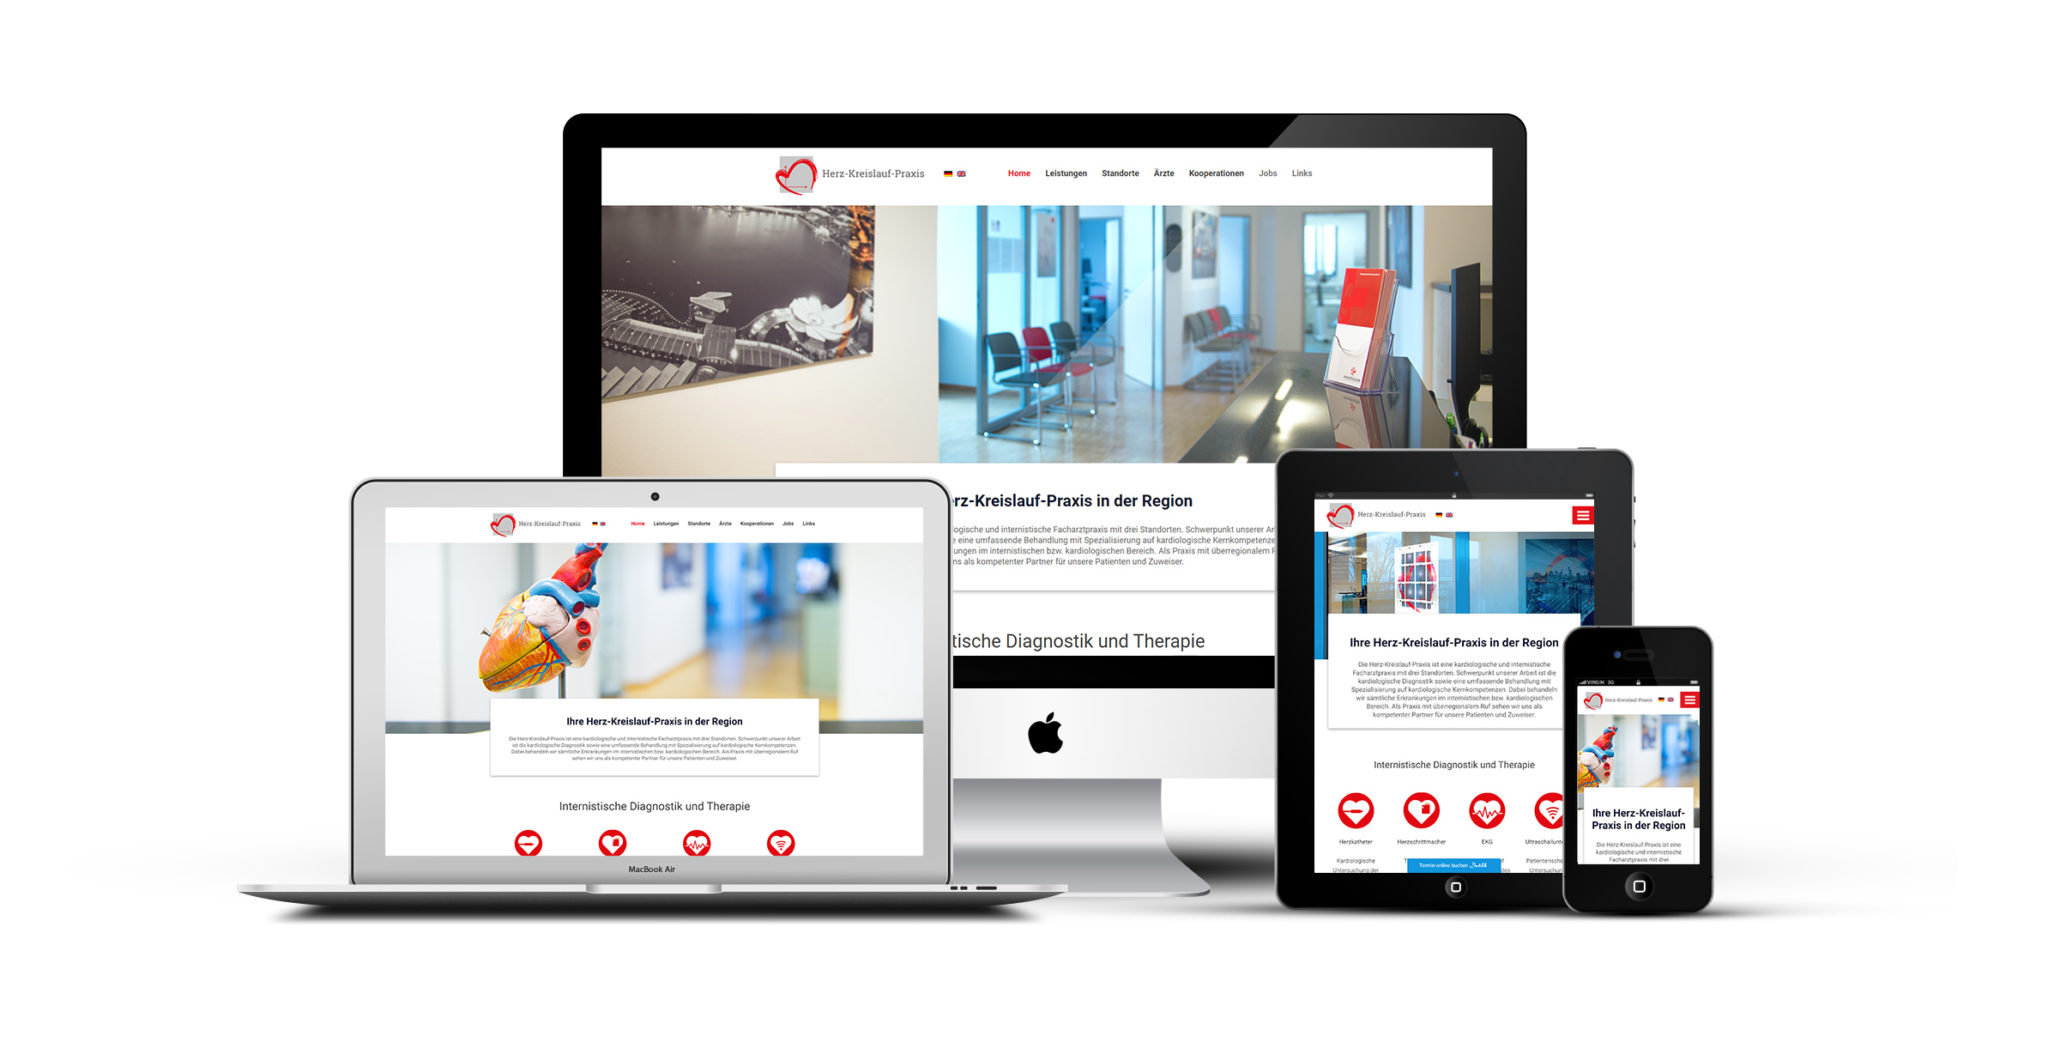 Herz-Kreislauf-Praxis
Home Leistungen Standorte Ärzte Kooperationen Jobs Links
rz-Kreislauf-Praxis in der Region
ologische und internistische Facharztpraxis mit drei Standorten. Schwerpunkt unserer Ar
e eine umfassende Behandlung mit Spezialisierung auf kardiologische Kernkompetenze
ungen im internistischen bzw. kardiologischen Bereich. Als Praxis mit überregionalem R
ns als kompetenter Partner für unsere Patienten und Zuweiser.
tische Diagnostik und Therapie
Herz-Kreislauf-Praxis
Home Leistungen Standorte Ärzte Kooperationen Jobs Links
Ihre Herz-Kreislauf-Praxis in der Region
Die Herz-Kreislauf-Praxis ist eine kardiologische und internistische Facharztpraxis mit drei Standorten. Schwerpunkt unserer Arbeit
ist die kardiologische Diagnostik sowie eine umfassende Behandlung mit Spezialisierung auf kardiologische Kernkompetenzen.
Dabei behandeln wir sämtliche Erkrankungen im internistischen bzw. kardiologischen Bereich. Als Praxis mit überregionalem Ruf
sehen wir uns als kompetenter Partner für unsere Patienten und Zuweiser.
Internistische Diagnostik und Therapie
MacBook Air
Herz-Kreislauf-Praxis
Ihre Herz-Kreislauf-Praxis in der Region
Die Herz-Kreislauf-Praxis ist eine kardiologische und internistische
Facharztpraxis mit drei Standorten. Schwerpunkt unserer Arbeit ist die
kardiologische Diagnostik sowie eine umfassende Behandlung mit
Spezialisierung auf kardiologische Kernkompetenzen. Dabei behandeln
wir sämtliche Erkrankungen im internistischen bzw. kardiologischen
Bereich. Als Praxis mit überregionalem Ruf sehen wir uns als
kompetenter Partner für unsere Patienten und Zuweiser.
Internistische Diagnostik und Therapie
Herzkatheter Herzschrittmacher EKG Ultraschallun
Kardiologische Patientenscho
Untersuchung der Untersuchung
Termin online buchen Doctolib
VIRGIN 3G
Herz-Kreislauf-Praxis
Ihre Herz-Kreislauf-
Praxis in der Region
Die Herz-Kreislauf-Praxis ist eine
kardiologische und internistische
Facharztpraxis mit drei